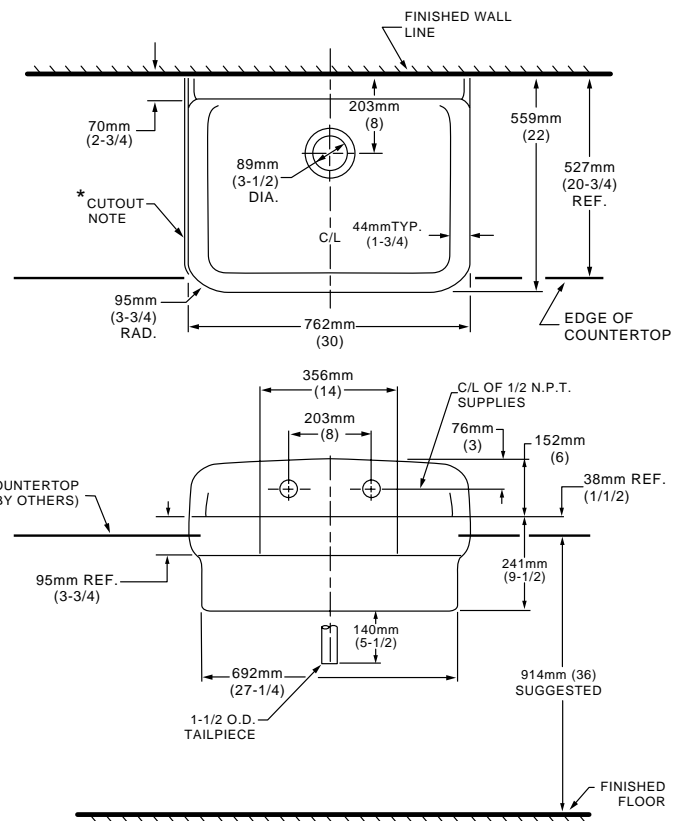 FINISHED WALL
LINE
70mm
(2-3/4)
203mm
(8)
559mm
(22)
527mm
(20-3/4)
REF.
89mm
(3-1/2)
DIA.
*CUTOUT
NOTE
44mmTYP.
(1-3/4)
C/L
95mm
(3-3/4)
RAD.
762mm
(30)
EDGE OF
COUNTERTOP
356mm
(14)
C/L OF 1/2 N.P.T.
SUPPLIES
203mm
(8)
76mm
(3)
152mm
(6)
OUNTERTOP
BY OTHERS)
38mm REF.
(1/1/2)
95mm REF.
(3-3/4)
241mm
(9-1/2)
140mm
(5-1/2)
692mm
(27-1/4)
914mm (36)
SUGGESTED
1-1/2 O.D.
TAILPIECE
FINISHED
FLOOR